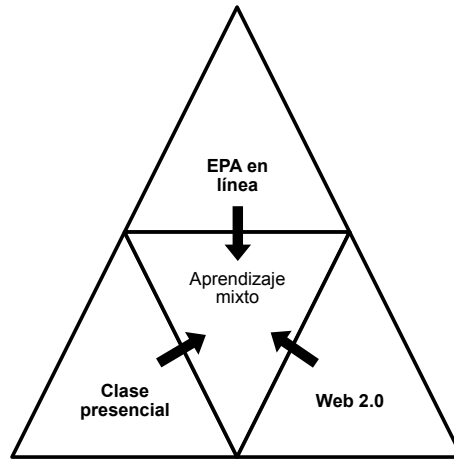 EPA en
línea
Aprendizaje
mixto
Clase
presencial
Web 2.0